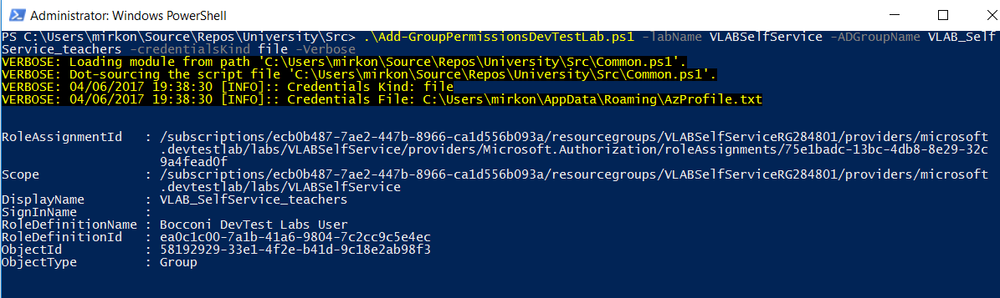 Administrator: Windows PowerShell
PS C:\Users\mirkon\Source\Repos\University\Src> .\Add-GroupPermissionsDevTestLab.ps1 -labName VLABSelfService -ADGroupName VLAB_Self
Service_teachers -credentialsKind file -Verbose
VERBOSE: Loading module from path 'C:\Users\mirkon\Source\Repos\University\Src\Common.ps1'.
VERBOSE: Dot-sourcing the script file 'C:\Users\mirkon\Source\Repos\University\Src\Common.ps1'.
VERBOSE: 04/06/2017 19:38:30 [INFO]:: Credentials Kind: file
VERBOSE: 04/06/2017 19:38:30 [INFO]:: Credentials File: C:\Users\mirkon\AppData\Roaming\AzProfile.txt
RoleAssignmentId   : /subscriptions/ecb0b487-7ae2-447b-8966-ca1d556b093a/resourcegroups/VLABSelfServiceRG284801/providers/microsoft
.devtestlab/labs/VLABSelfService/providers/Microsoft.Authorization/roleAssignments/75e1badc-13bc-4db8-8e29-32c
9a4fead0f
Scope              : /subscriptions/ecb0b487-7ae2-447b-8966-ca1d556b093a/resourcegroups/VLABSelfServiceRG284801/providers/microsoft
.devtestlab/labs/VLABSelfService
DisplayName        : VLAB_SelfService_teachers
SignInName         :
RoleDefinitionName : Bocconi DevTest Labs User
RoleDefinitionId   : ea0c1c00-7a1b-41a6-9804-7c2cc9c5e4ec
ObjectId           : 58192929-33e1-4f2e-b41d-9c18e2ab98f3
ObjectType         : Group